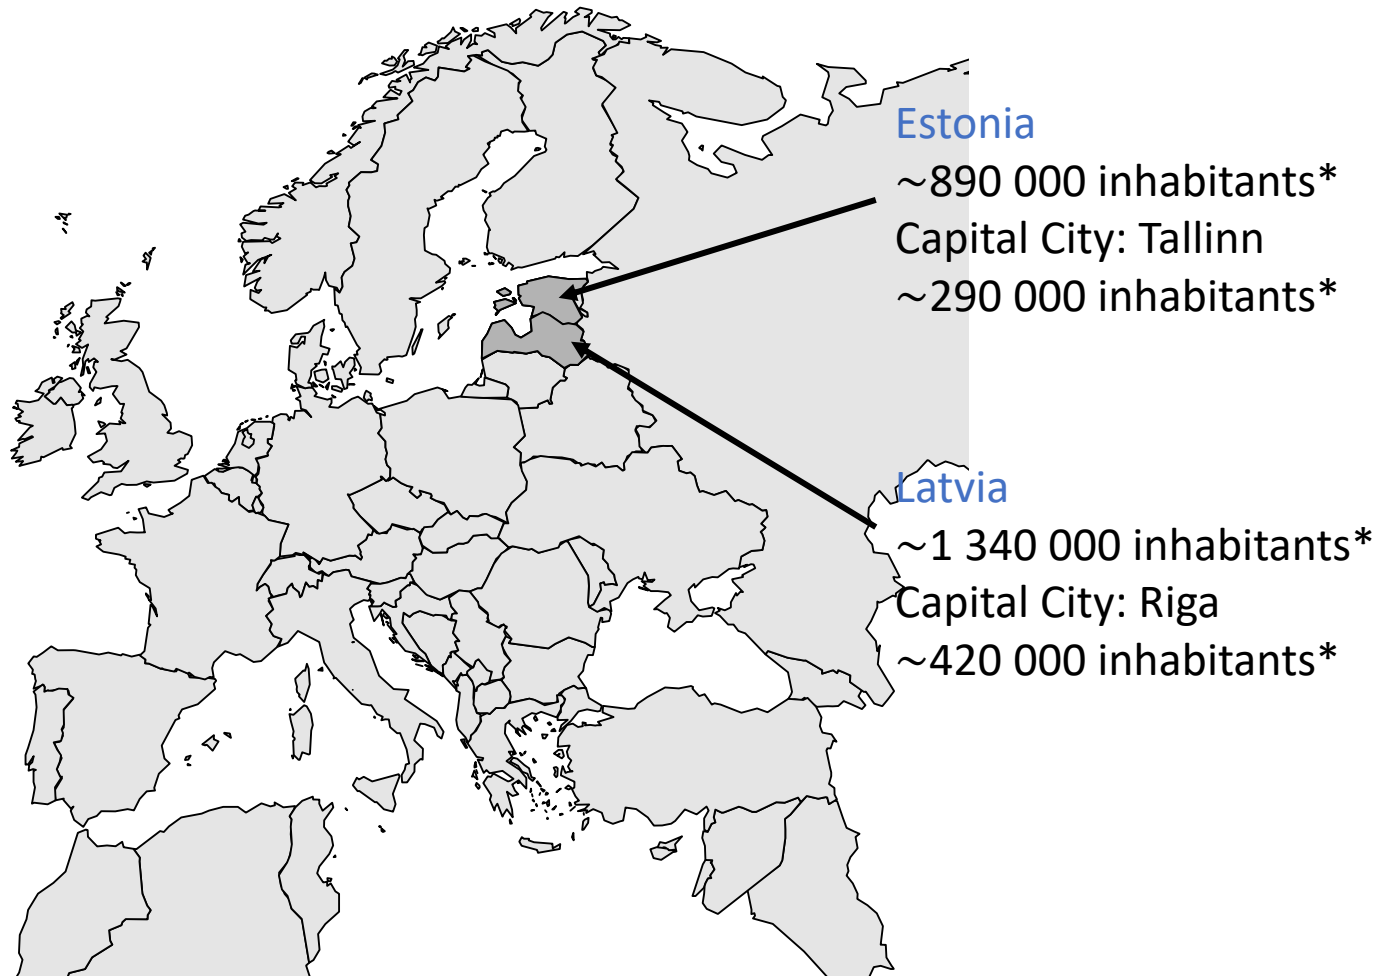 Estonia
~890 000 inhabitants*
Capital City: Tallinn
~290 000 inhabitants*
Latvia
~1 340 000 inhabitants*
Capital City: Riga
~420 000 inhabitants*